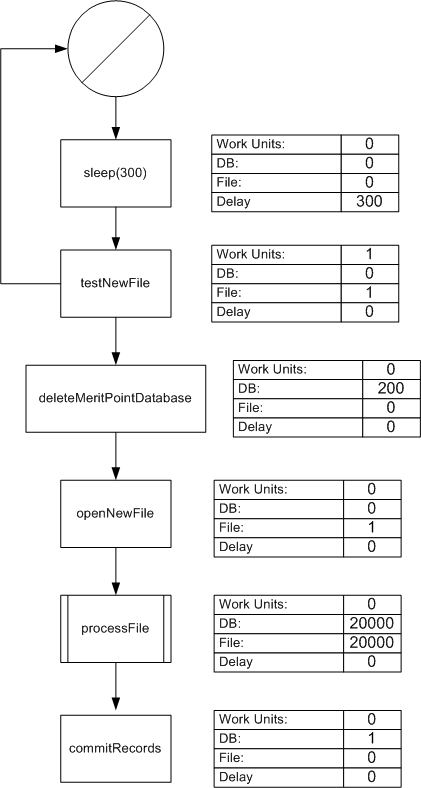 sleep(300)
Work Units: 0
DB: 0
File: 0
Delay 300
testNewFile
Work Units: 1
DB: 0
File: 1
Delay 0
deleteMeritPointDatabase
Work Units: 0
DB: 200
File: 0
Delay 0
openNewFile
Work Units: 0
DB: 0
File: 1
Delay 0
processFile
Work Units: 0
DB: 20000
File: 20000
Delay 0
commitRecords
Work Units: 0
DB: 1
File: 0
Delay 0